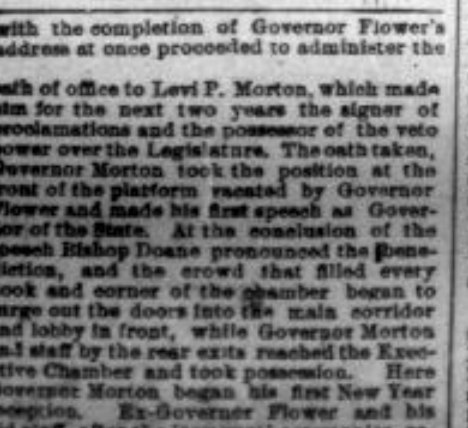 with the completion of Governor Flower's
address at once proceeded to administer the
oath of office to Levi P. Morton, which made
him for the next two years the signer of
proclamations and the possessor of the veto
power over the Legislature. The oath taken,
Governor Morton took the position at the
front of the platform vacated by Governor
Flower and made his first speech as Gover-
nor of the State. At the conclusion of the
speech Bishop Doane pronounced the bene-
diction, and the crowd that filled every
nook and corner of the chamber began to
surge out the doors into the main corridor
and lobby in front, while Governor Morton
and staff by the rear exits reached the Exec-
utive Chamber and took possession. Here
Governor Morton began his first New Year
reception. Ex-Governor Flower and his